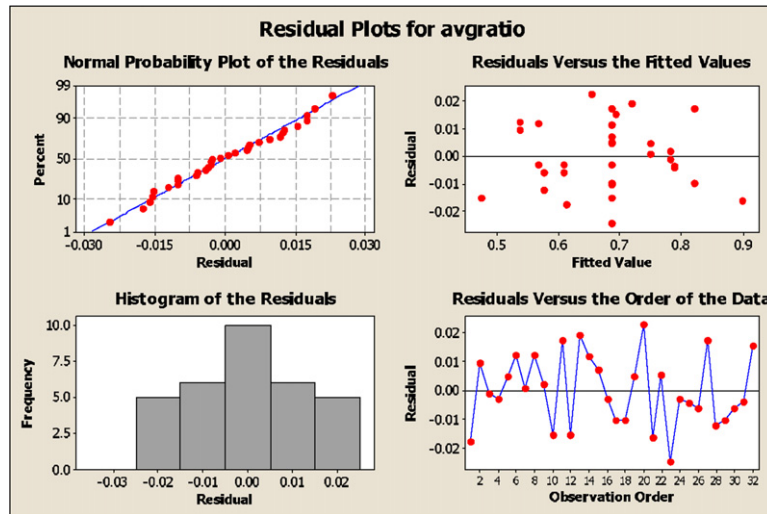 Residual Plots for avgratio
Normal Probability Plot of the Residuals
99
90
50
10
1
Percent
-0.030 -0.015 0.000 0.015 0.030
Residual
Residuals Versus the Fitted Values
0.02
0.01
0.00
-0.01
-0.02
Residual
0.5 0.6 0.7 0.8 0.9
Fitted Value
Histogram of the Residuals
10.0
7.5
5.0
2.5
0.0
Frequency
-0.03 -0.02 -0.01 0.00 0.01 0.02
Residual
Residuals Versus the Order of the Data
0.02
0.01
0.00
-0.01
-0.02
Residual
2 4 6 8 10 12 14 16 18 20 22 24 26 28 30 32
Observation Order